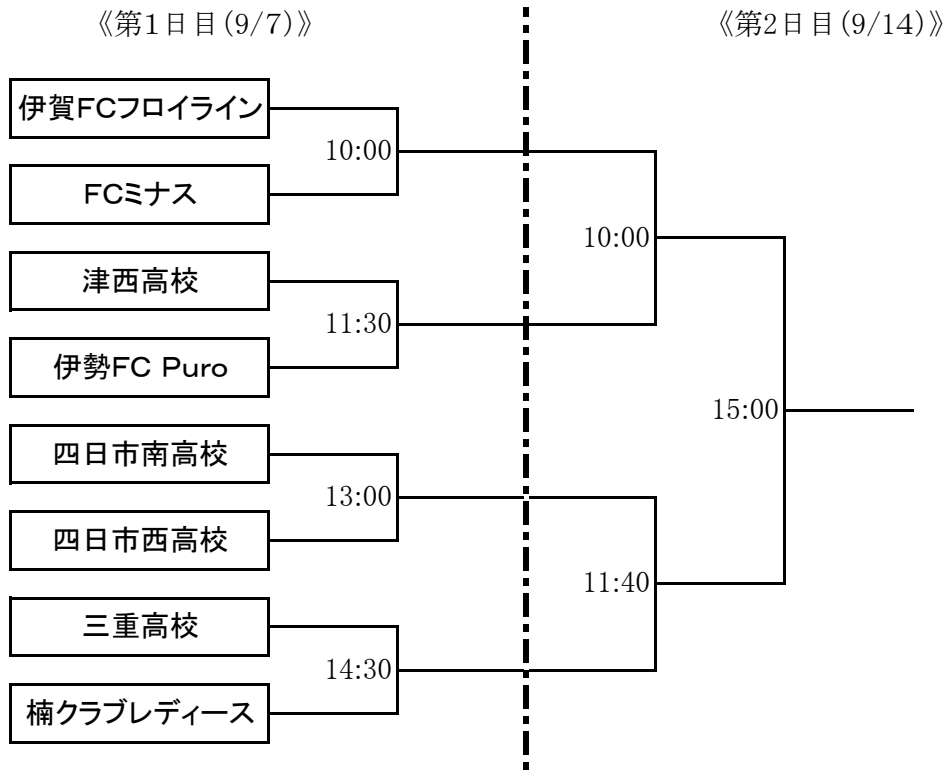 《第1日目(9/7)》
《第2日目(9/14)》
伊賀FCフロイライン
10:00
FCミナス
10:00
津西高校
11:30
伊勢FC Puro
15:00
四日市南高校
13:00
四日市西高校
11:40
三重高校
14:30
楠クラブレディース